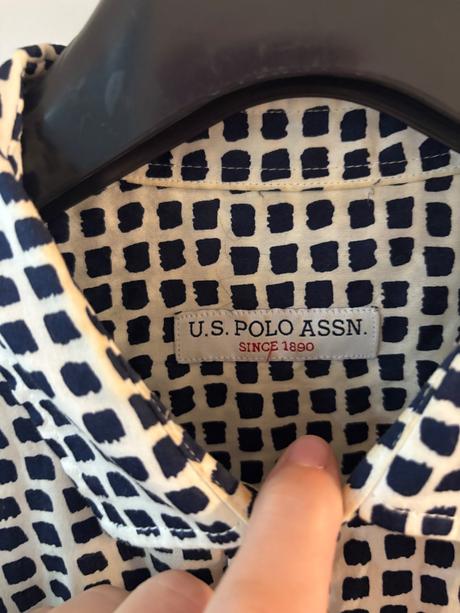 U.S. POLO ASSN.
SINCE 1890